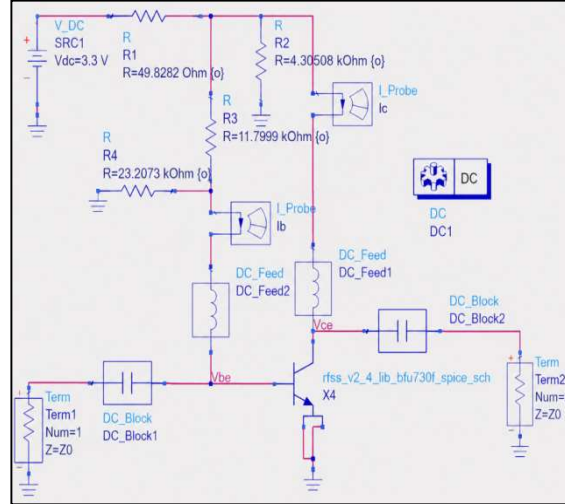 V_DC
SRC1
Vdc=3.3 V
R
R1
R=49.8282 Ohm {o}
R
R2
R=4.30508 kOhm {o}
I_Probe
Ic
R
R3
R=11.7999 kOhm {o}
R
R4
R=23.2073 kOhm {o}
I_Probe
Ib
DC
DC
DC1
DC_Feed
DC_Feed2
DC_Feed
DC_Feed1
Vce
DC_Block
DC_Block2
Vbe
rfss_v2_4_lib_bfu730f_spice_sch
X4
Term
Term1
Num=1
Z=Z0
DC_Block
DC_Block1
Term
Term2
Num=
Z=Z0